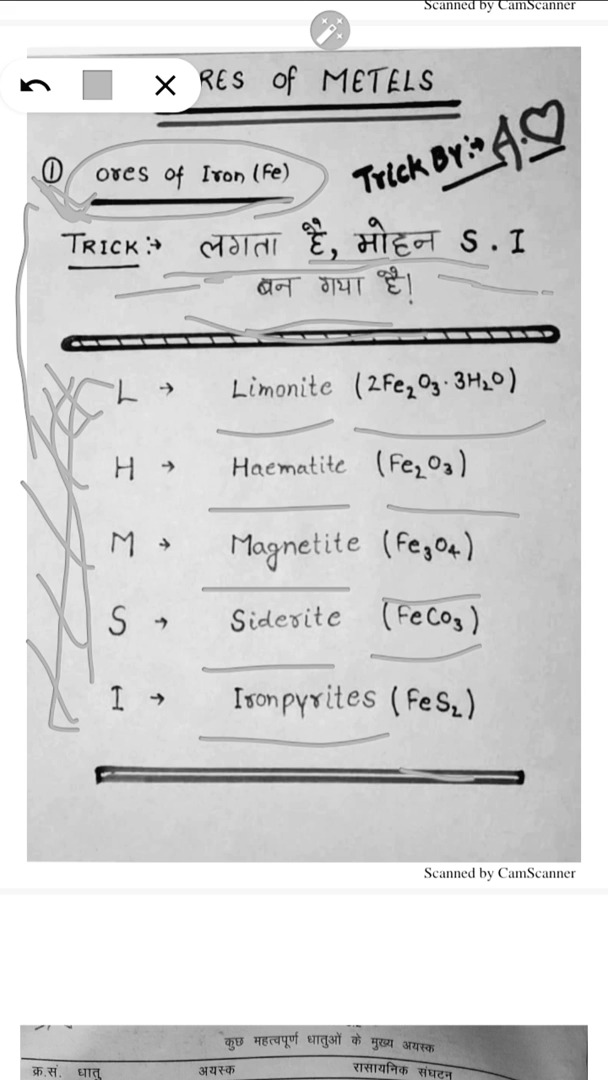 Scanned by CamScanner
RES of METELS
Trick By:→ A.♡
① ores of Iron (Fe)
TRICK:→ लगता है, मोहन S . I
बन गया है!
L → Limonite (2Fe₂O₃·3H₂O)
H → Haematite (Fe₂O₃)
M → Magnetite (Fe₃O₄)
S → Siderite (FeCO₃)
I → Ironpyrites (FeS₂)
Scanned by CamScanner
कुछ महत्वपूर्ण धातुओं के मुख्य अयस्क
क्र.सं. धातु अयस्क रासायनिक संघटन